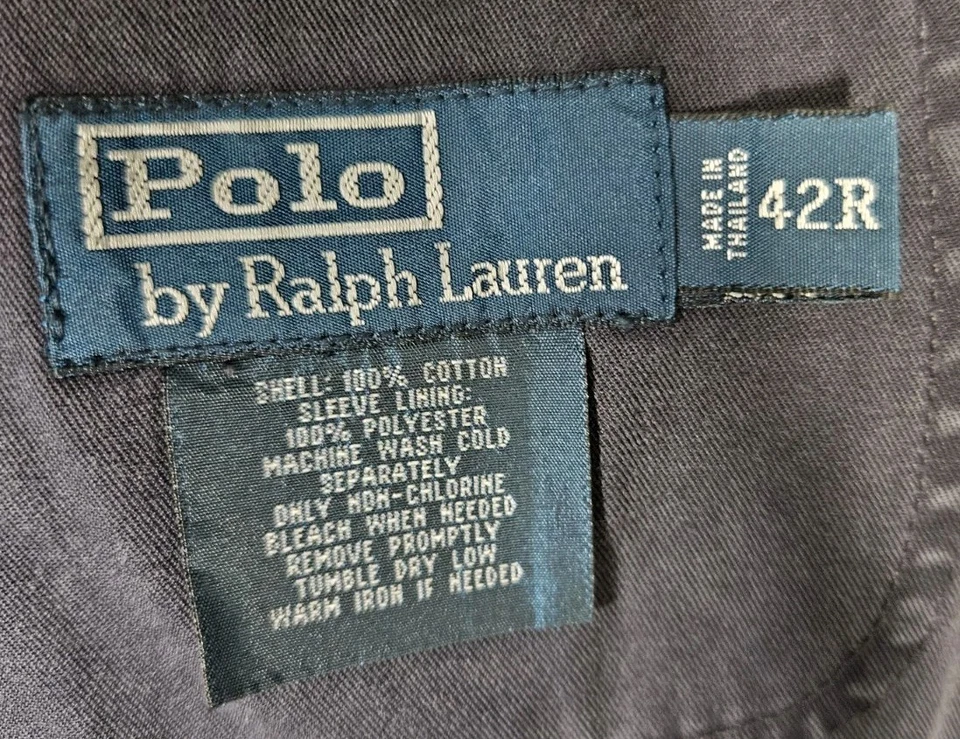 Polo
by Ralph Lauren
MADE IN
THAILAND
42R
SHELL: 100% COTTON
SLEEVE LINING:
100% POLYESTER
MACHINE WASH COLD
SEPARATELY
ONLY NON-CHLORINE
BLEACH WHEN NEEDED
REMOVE PROMPTLY
TUMBLE DRY LOW
WARM IRON IF NEEDED